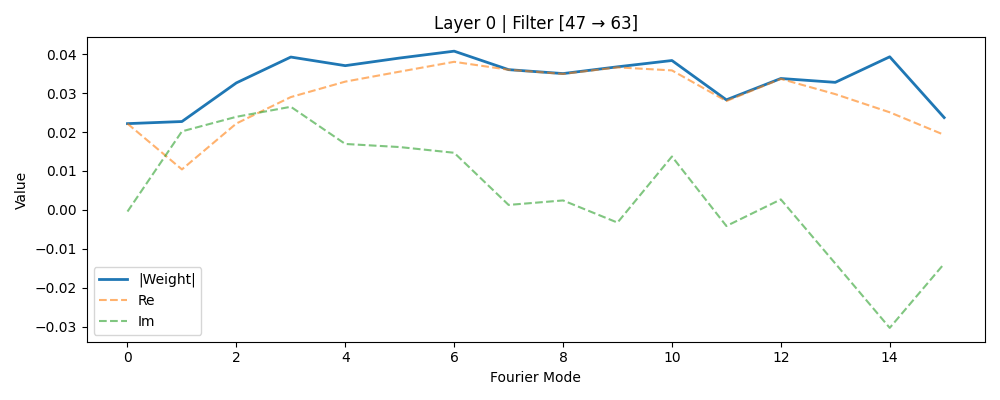 Layer 0 | Filter [47 → 63]
Value
0.04
0.03
0.02
0.01
0.00
−0.01
−0.02
−0.03
|Weight|
Re
Im
0 2 4 6 8 10 12 14
Fourier Mode